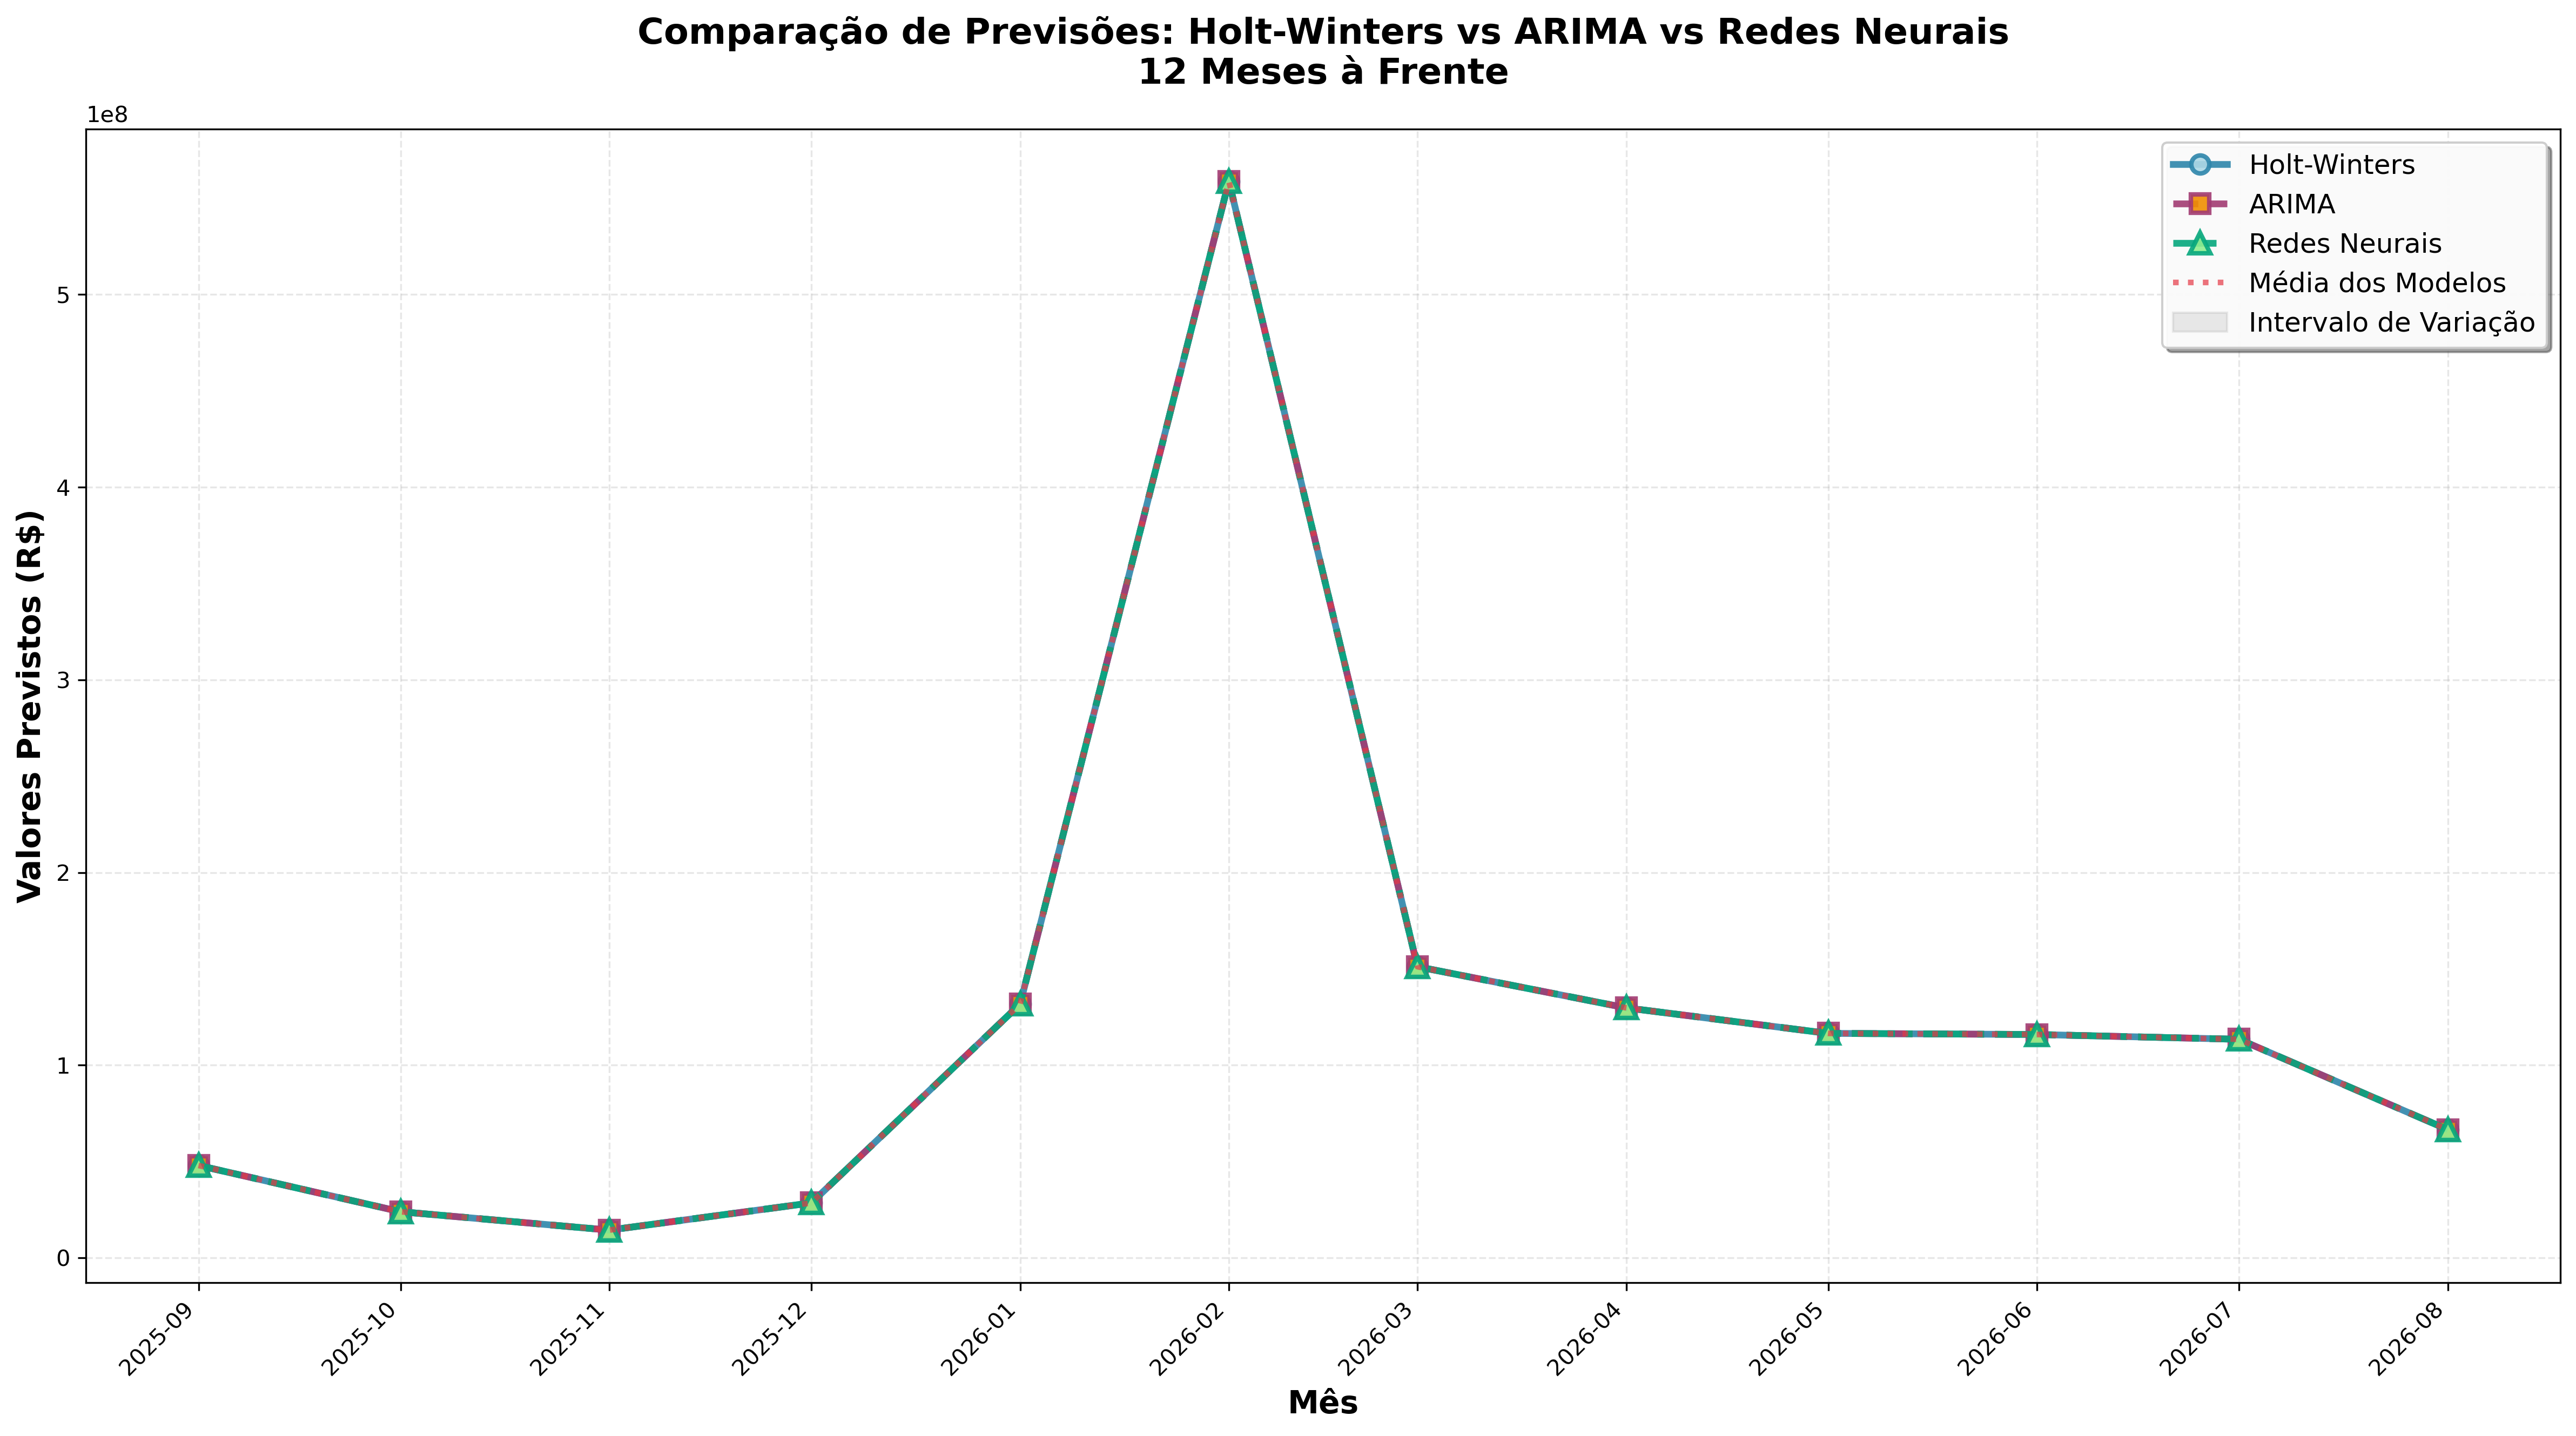 Comparação de Previsões: Holt-Winters vs ARIMA vs Redes Neurais
12 Meses à Frente
1e8
Holt-Winters
ARIMA
Redes Neurais
Média dos Modelos
Intervalo de Variação
Valores Previstos (R$)
5
4
3
2
1
0
2025-09
2025-10
2025-11
2025-12
2026-01
2026-02
2026-03
2026-04
2026-05
2026-06
2026-07
2026-08
Mês